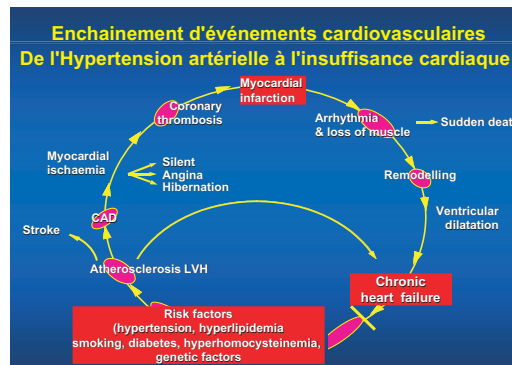 Enchainement d'événements cardiovasculaires
De l'Hypertension artérielle à l'insuffisance cardiaque
Myocardial
infarction
Coronary
thrombosis
Arrhythmia
& loss of muscle
Sudden deat
Myocardial
ischaemia
Silent
Angina
Hibernation
Remodelling
CAD
Ventricular
dilatation
Stroke
Atherosclerosis LVH
Chronic
heart failure
Risk factors
(hypertension, hyperlipidemia
smoking, diabetes, hyperhomocysteinemia,
genetic factors